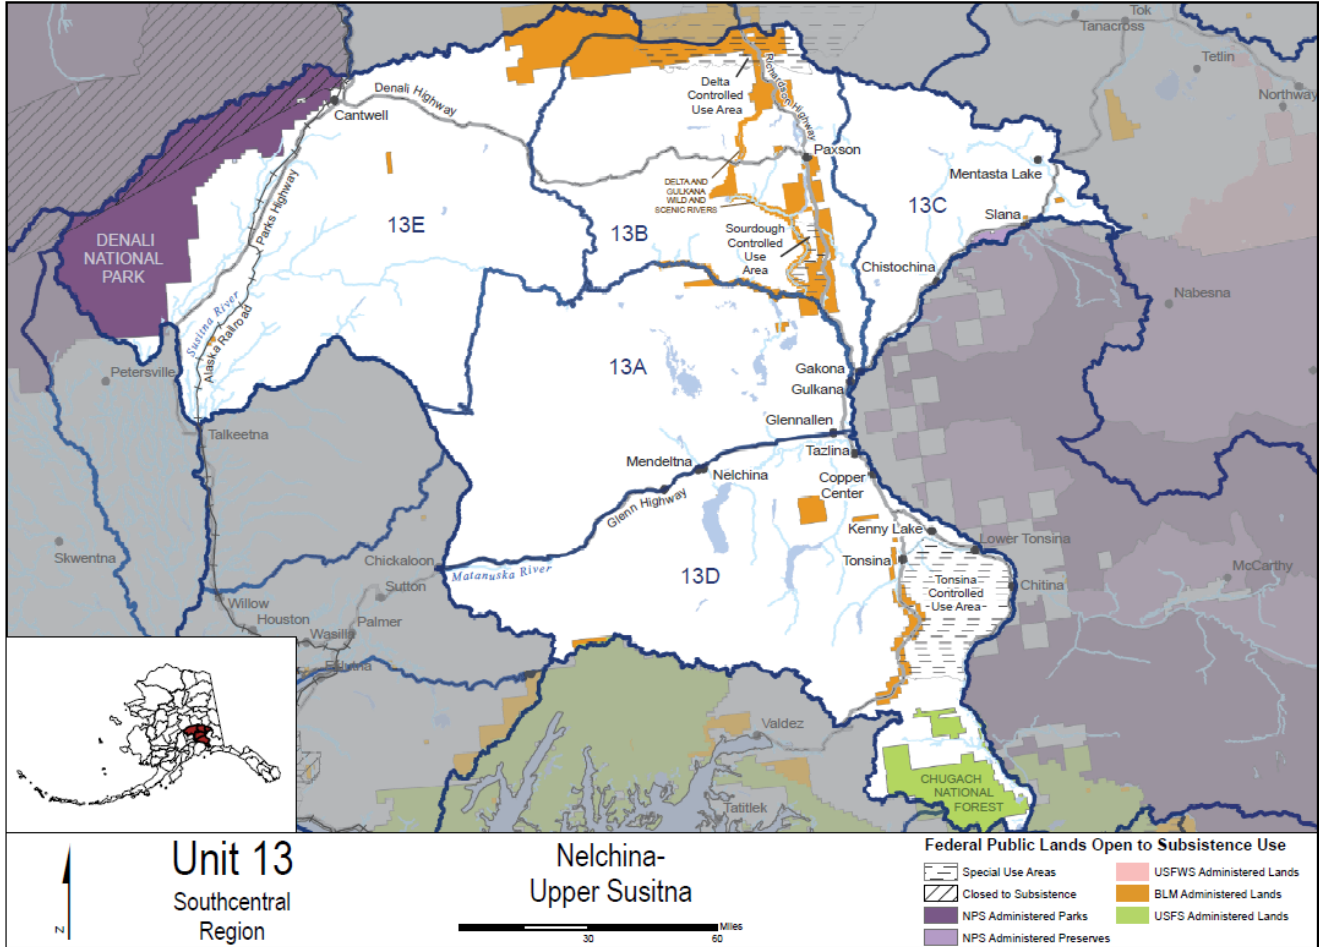 Tok
Tanacross
Tetlin
Northway
Richardson Highway
Delta
Controlled
Use Area
Denali Highway
Cantwell
Paxson
Mentasta Lake
DELTA AND
GULKANA
WILD AND
SCENIC RIVERS
13C
Slana
Parks Highway
13E
13B
Sourdough
Controlled
Use
Area
DENALI
NATIONAL
PARK
Chistochina
Nabesna
Susitna River
Alaska Railroad
13A
Petersville
Gakona
Gulkana
Glennallen
Talkeetna
Tazlina
Mendeltna
Nelchina
Copper
Center
Glenn Highway
Kenny Lake
Lower Tonsina
Skwentna
Chickaloon
Tonsina
McCarthy
Matanuska River
13D
Tonsina
Controlled
Use Area
Chitina
Sutton
Willow
Palmer
Houston
Wasilla
Valdez
Tatitlek
CHUGACH
NATIONAL
FOREST
N
Unit 13
Southcentral
Region
Nelchina-
Upper Susitna
Miles
30
60
Federal Public Lands Open to Subsistence Use
Special Use Areas
USFWS Administered Lands
Closed to Subsistence
BLM Administered Lands
NPS Administered Parks
USFS Administered Lands
NPS Administered Preserves